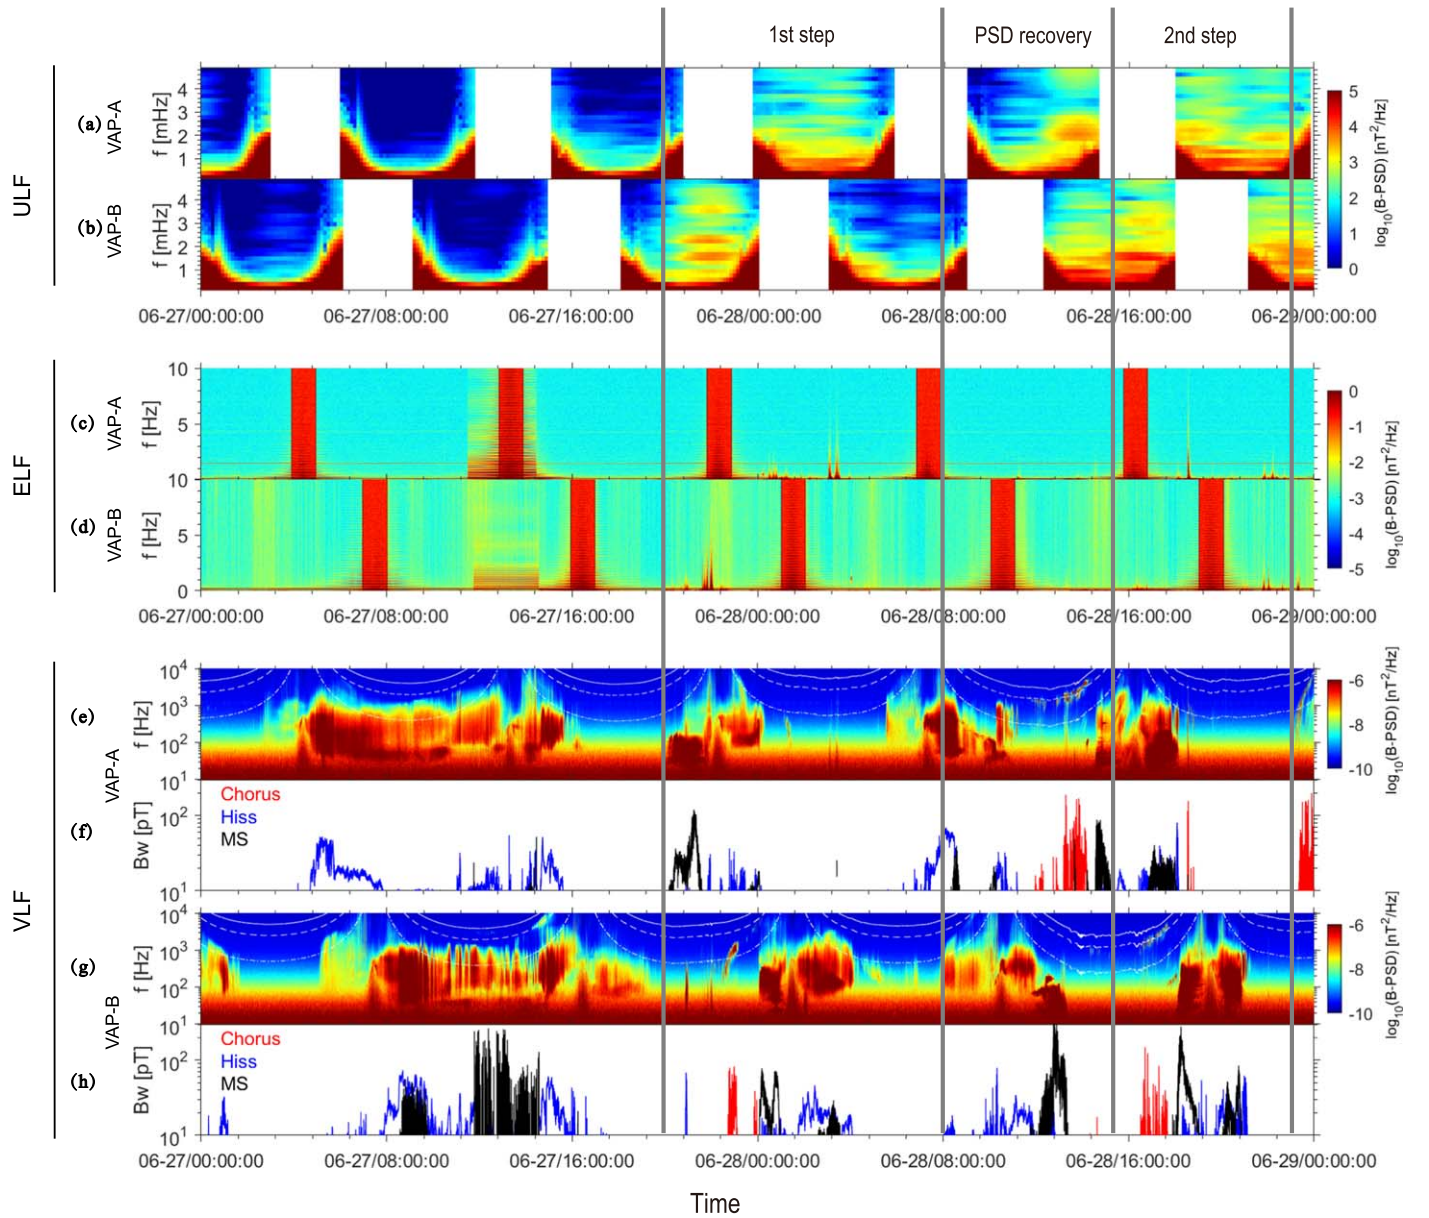 1st step
PSD recovery
2nd step
ULF
(a)
VAP-A
f [mHz]
4
3
2
1
(b)
VAP-B
f [mHz]
4
3
2
1
5
4
3
2
1
0
log10(B-PSD) [nT²/Hz]
06-27/00:00:00
06-27/08:00:00
06-27/16:00:00
06-28/00:00:00
06-28/08:00:00
06-28/16:00:00
06-29/00:00:00
ELF
(c)
VAP-A
f [Hz]
10
5
(d)
VAP-B
f [Hz]
10
5
0
0
-1
-2
-3
-4
-5
log10(B-PSD) [nT²/Hz]
06-27/00:00:00
06-27/08:00:00
06-27/16:00:00
06-28/00:00:00
06-28/08:00:00
06-28/16:00:00
06-29/00:00:00
VLF
(e)
VAP-A
f [Hz]
10⁴
10³
10²
10¹
-6
-8
-10
log10(B-PSD) [nT²/Hz]
(f)
Bw [pT]
10²
10¹
Chorus
Hiss
MS
(g)
VAP-B
f [Hz]
10⁴
10³
10²
10¹
-6
-8
-10
log10(B-PSD) [nT²/Hz]
(h)
Bw [pT]
10²
10¹
Chorus
Hiss
MS
06-27/00:00:00
06-27/08:00:00
06-27/16:00:00
06-28/00:00:00
06-28/08:00:00
06-28/16:00:00
06-29/00:00:00
Time